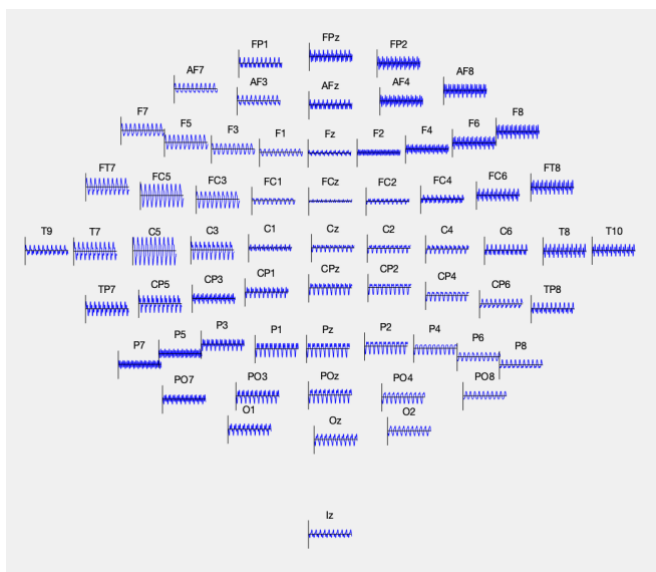 FP1 FPz FP2
AF7 AF3 AFz AF4 AF8
F7 F5 F3 F1 Fz F2 F4 F6 F8
FT7 FC5 FC3 FC1 FCz FC2 FC4 FC6 FT8
T9 T7 C5 C3 C1 Cz C2 C4 C6 T8 T10
TP7 CP5 CP3 CP1 CPz CP2 CP4 CP6 TP8
P7 P5 P3 P1 Pz P2 P4 P6 P8
PO7 PO3 POz PO4 PO8
O1 Oz O2
Iz